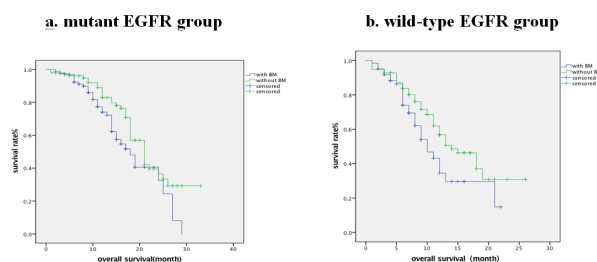 a. mutant EGFR group
b. wild-type EGFR group
with BM
without BM
censored
censored
1.0
0.8
0.6
0.4
0.2
0.0
survival rate%
0
10
20
30
40
overall survival(month)
with BM
without B
censored
censored
1.0
0.8
0.6
0.4
0.2
0.0
survival rate%
0
5
10
15
20
25
30
overall survival (month)